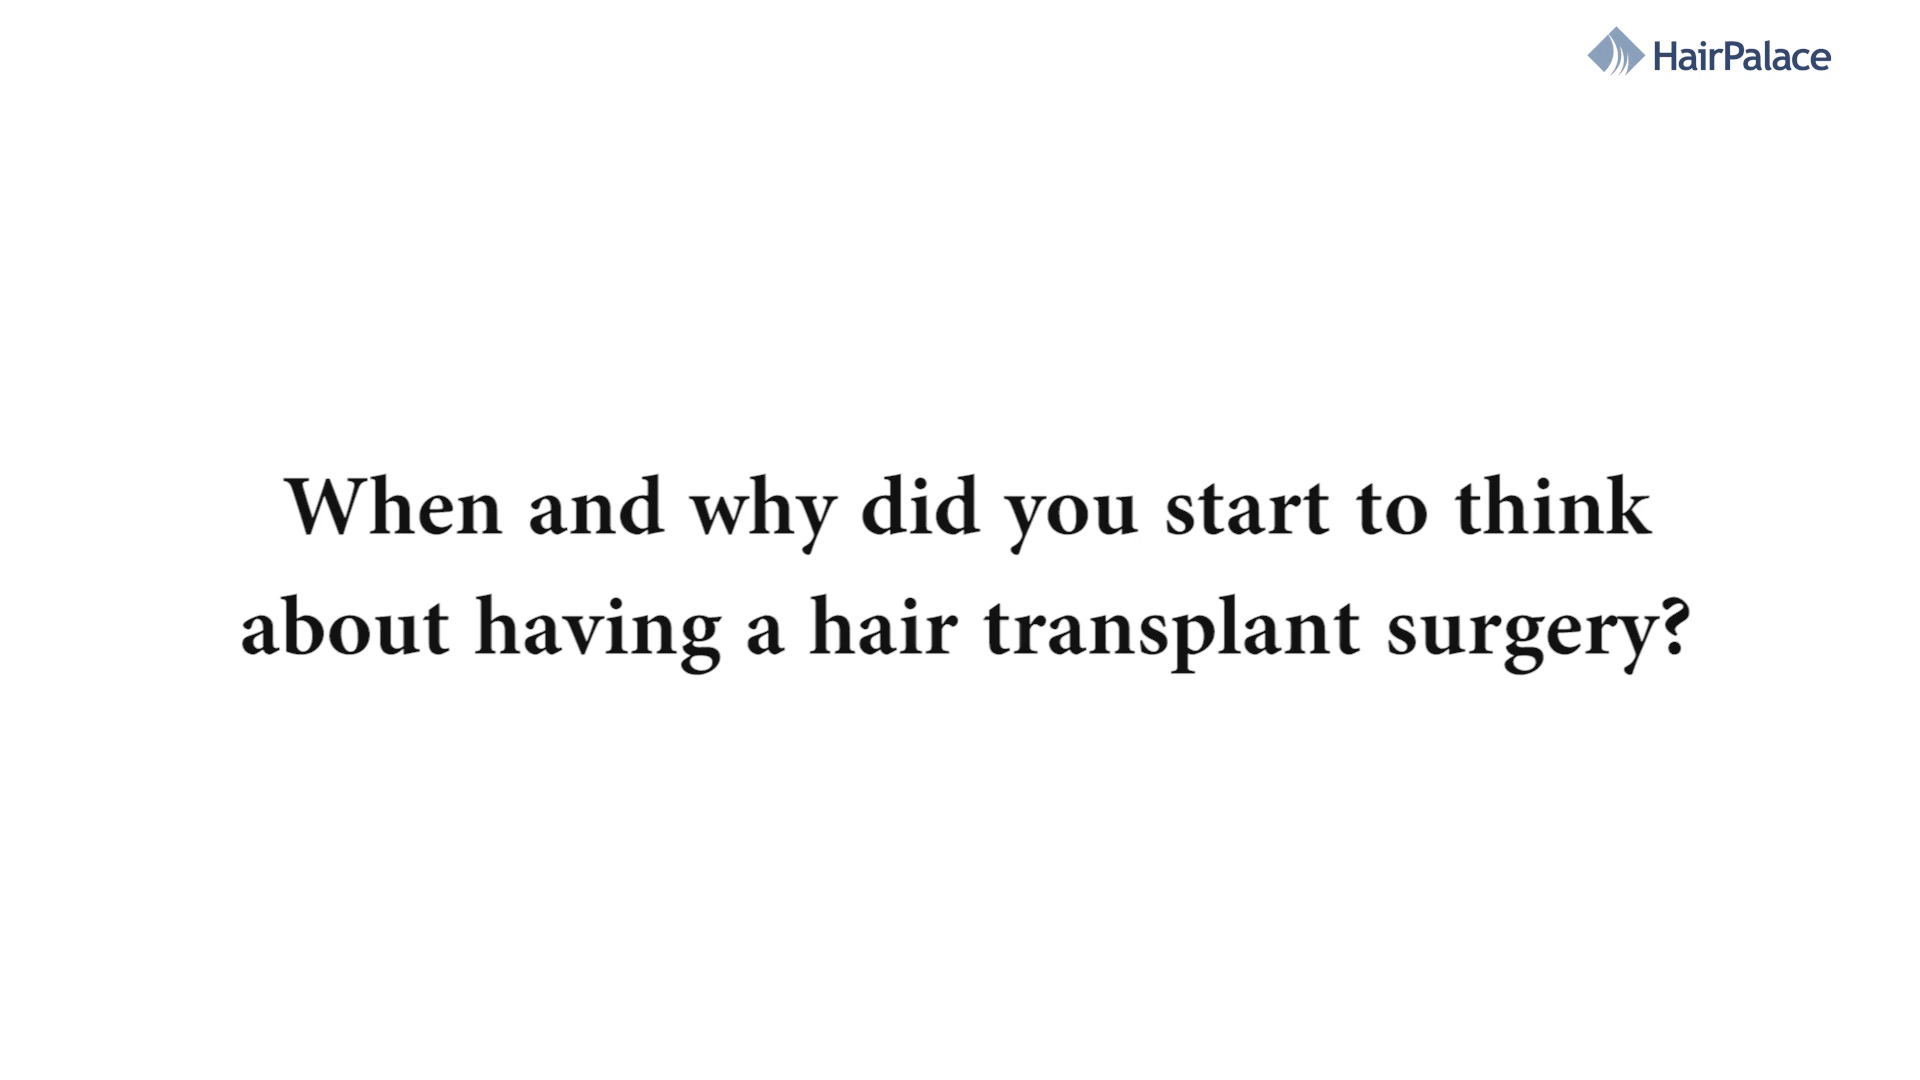 HairPalace
When and why did you start to think
about having a hair transplant surgery?